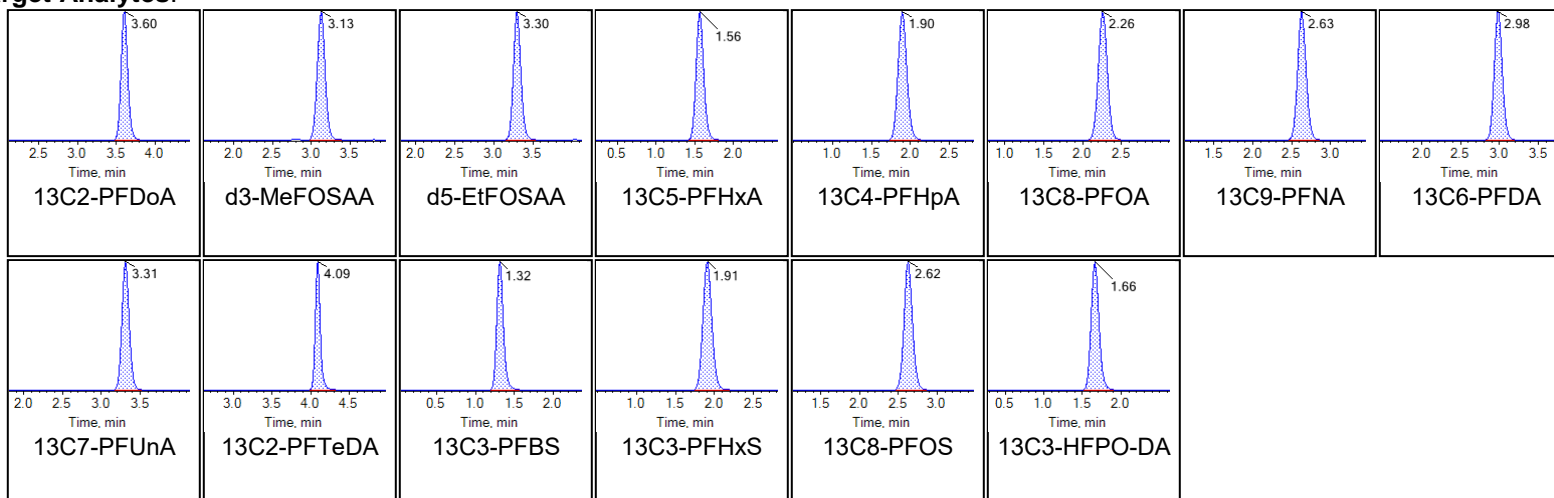 3.60 3.13 3.30 1.56 1.90 2.26 2.63 2.98
2.5 3.0 3.5 4.0 2.0 2.5 3.0 3.5 2.0 2.5 3.0 3.5 0.5 1.0 1.5 2.0 1.0 1.5 2.0 2.5 1.0 1.5 2.0 2.5 1.5 2.0 2.5 3.0 2.0 2.5 3.0 3.5
Time, min Time, min Time, min Time, min Time, min Time, min Time, min Time, min
13C2-PFDoA d3-MeFOSAA d5-EtFOSAA 13C5-PFHxA 13C4-PFHpA 13C8-PFOA 13C9-PFNA 13C6-PFDA
3.31 4.09 1.32 1.91 2.62 1.66
2.0 2.5 3.0 3.5 3.0 3.5 4.0 4.5 0.5 1.0 1.5 2.0 1.0 1.5 2.0 2.5 1.5 2.0 2.5 3.0 0.5 1.0 1.5 2.0
Time, min Time, min Time, min Time, min Time, min Time, min
13C7-PFUnA 13C2-PFTeDA 13C3-PFBS 13C3-PFHxS 13C8-PFOS 13C3-HFPO-DA